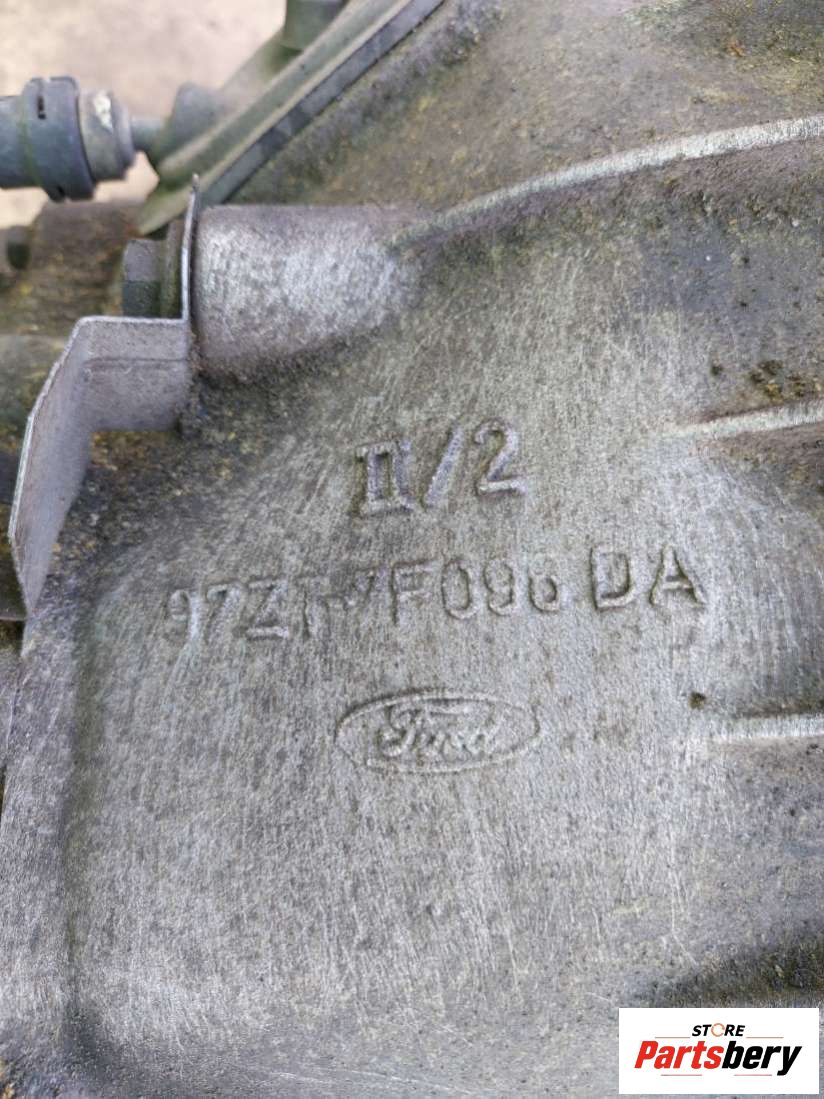 II/2
97ZT-7F096 DA
Ford
STORE
Partsbery